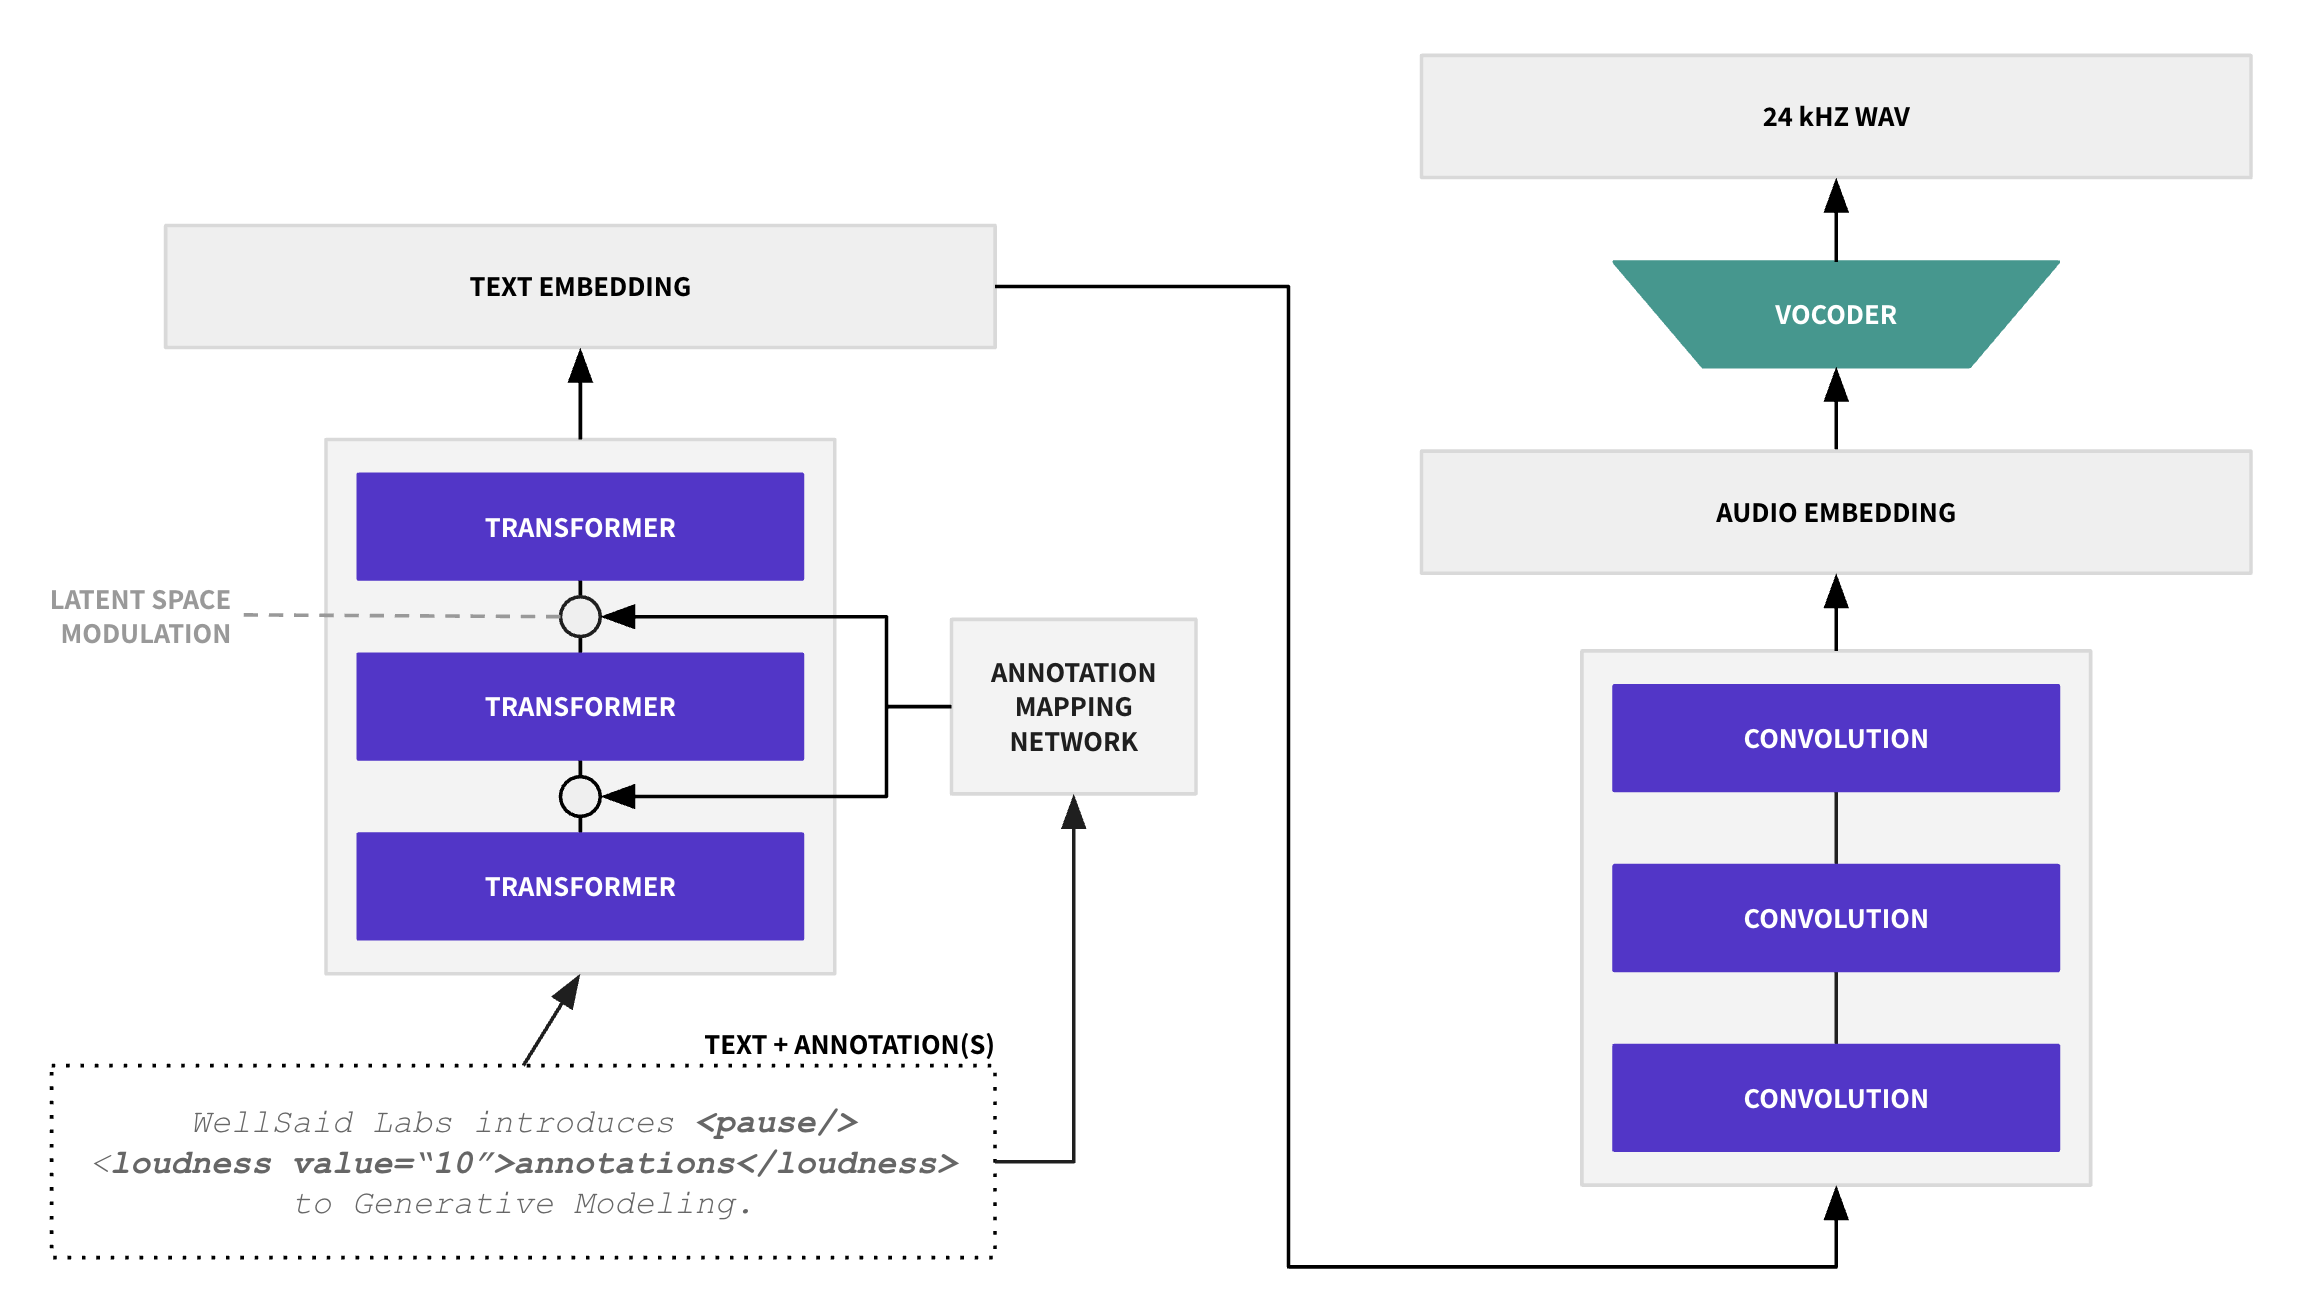 24 kHZ WAV
VOCODER
TEXT EMBEDDING
AUDIO EMBEDDING
TRANSFORMER
LATENT SPACE
MODULATION
TRANSFORMER
TRANSFORMER
ANNOTATION
MAPPING
NETWORK
CONVOLUTION
CONVOLUTION
CONVOLUTION
TEXT + ANNOTATION(S)
WellSaid Labs introduces <pause/>
<loudness value=“10”>annotations</loudness>
to Generative Modeling.